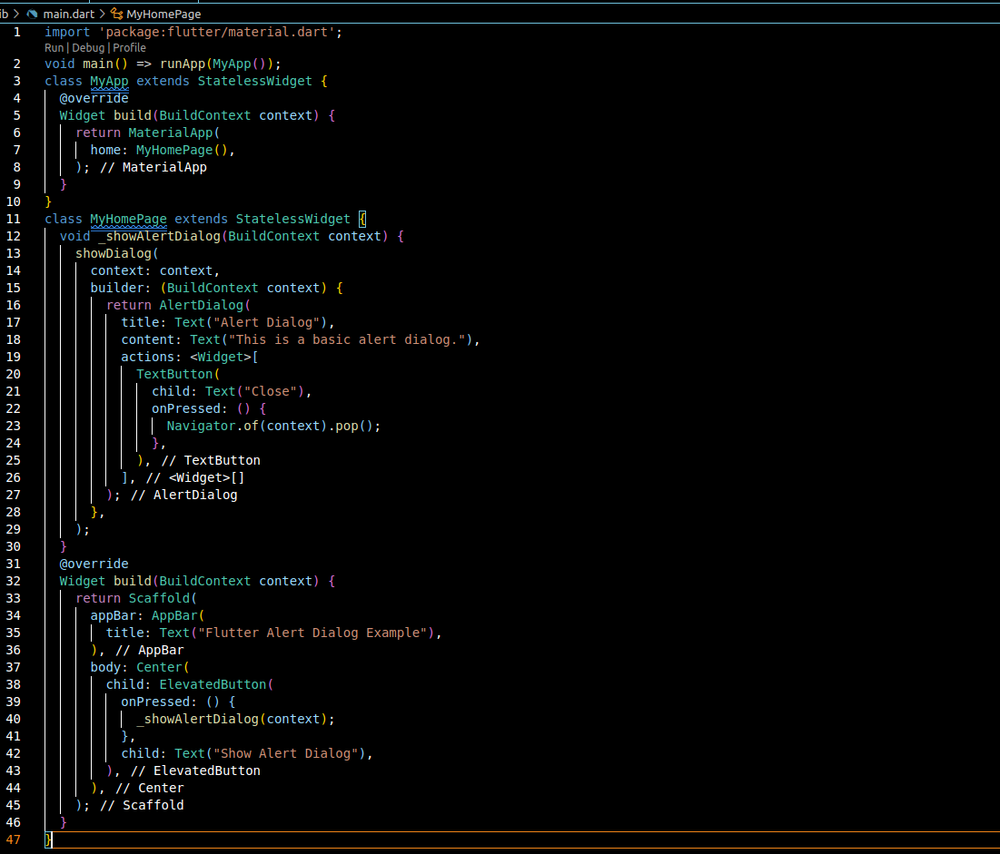 ib > main.dart > MyHomePage
1 import 'package:flutter/material.dart';
Run | Debug | Profile
2 void main() => runApp(MyApp());
3 class MyApp extends StatelessWidget {
4   @override
5   Widget build(BuildContext context) {
6     return MaterialApp(
7       home: MyHomePage(),
8     ); // MaterialApp
9   }
10 }
11 class MyHomePage extends StatelessWidget {
12   void _showAlertDialog(BuildContext context) {
13     showDialog(
14       context: context,
15       builder: (BuildContext context) {
16         return AlertDialog(
17           title: Text("Alert Dialog"),
18           content: Text("This is a basic alert dialog."),
19           actions: <Widget>[
20             TextButton(
21               child: Text("Close"),
22               onPressed: () {
23                 Navigator.of(context).pop();
24               },
25             ), // TextButton
26           ], // <Widget>[]
27         ); // AlertDialog
28       },
29     );
30   }
31   @override
32   Widget build(BuildContext context) {
33     return Scaffold(
34       appBar: AppBar(
35         title: Text("Flutter Alert Dialog Example"),
36       ), // AppBar
37       body: Center(
38         child: ElevatedButton(
39           onPressed: () {
40             _showAlertDialog(context);
41           },
42           child: Text("Show Alert Dialog"),
43         ), // ElevatedButton
44       ), // Center
45     ); // Scaffold
46   }
47 }